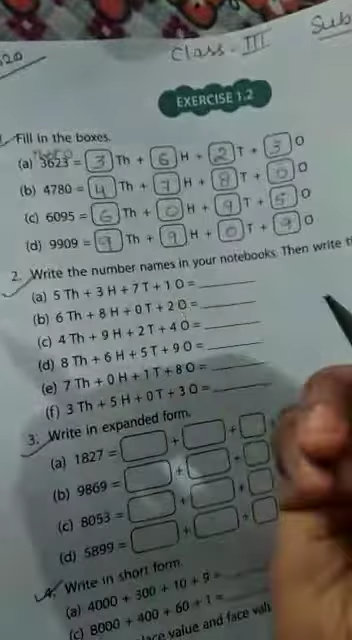 Sub
Class - III
EXERCISE 1.2
Fill in the boxes.
(a) 3623 = 3 Th + 6 H + 2 T + 3 O
(b) 4780 = 4 Th + 7 H + 8 T + 0 O
(c) 6095 = 6 Th + 0 H + 9 T + 5 O
(d) 9909 = 9 Th + 9 H + 0 T + 9 O
2. Write the number names in your notebooks. Then write
(a) 5 Th + 3 H + 7 T + 1 O =
(b) 6 Th + 8 H + 0 T + 2 O =
(c) 4 Th + 9 H + 2 T + 4 O =
(d) 8 Th + 6 H + 5 T + 9 O =
(e) 7 Th + 0 H + 1 T + 8 O =
(f) 3 Th + 5 H + 0 T + 3 O =
3. Write in expanded form.
(a) 1827 = + +
(b) 9869 = + +
(c) 8053 = + +
(d) 5899 = + +
4. Write in short form.
(a) 4000 + 300 + 10 + 9 =
(c) 8000 + 400 + 60 + 1 =
place value and face